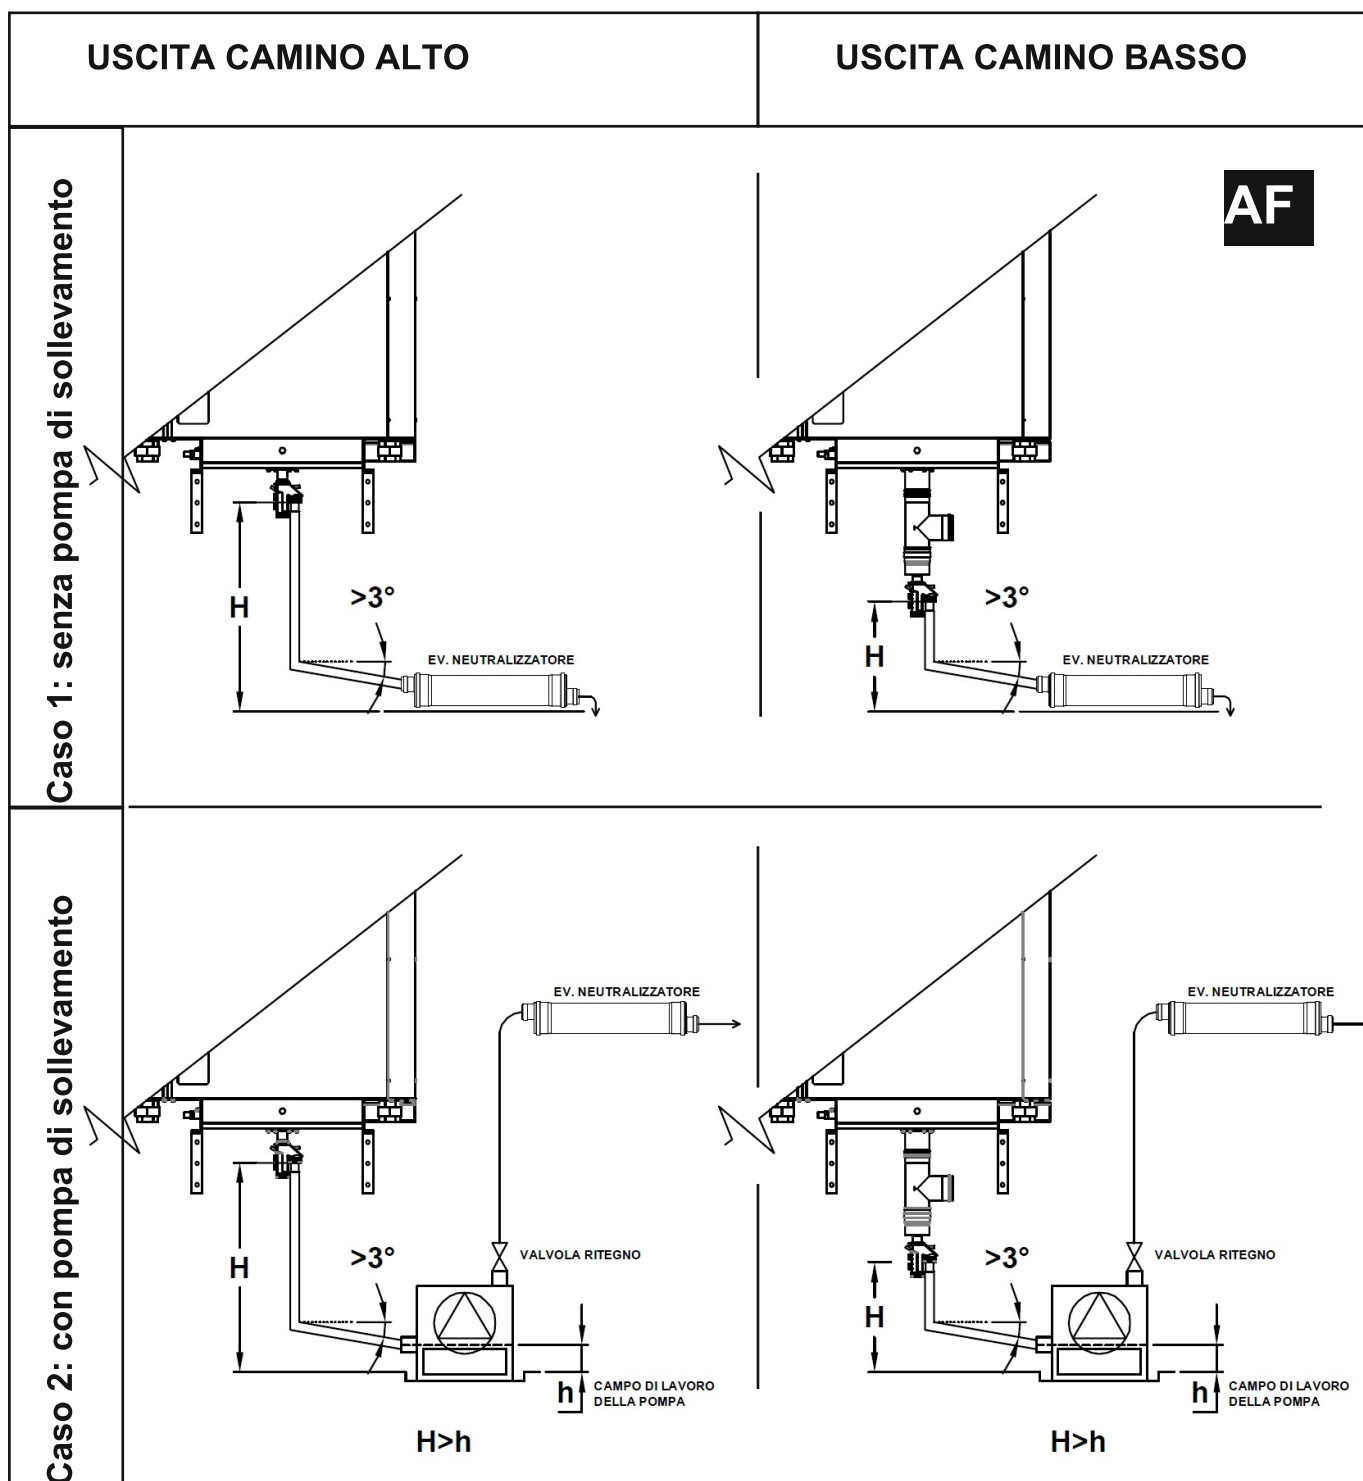 USCITA CAMINO ALTO
USCITA CAMINO BASSO
Caso 1: senza pompa di sollevamento
AF
H
>3°
EV. NEUTRALIZZATORE
H
>3°
EV. NEUTRALIZZATORE
Caso 2: con pompa di sollevamento
EV. NEUTRALIZZATORE
H
>3°
VALVOLA RITEGNO
h
CAMPO DI LAVORO
DELLA POMPA
H>h
EV. NEUTRALIZZATORE
H
>3°
VALVOLA RITEGNO
h
CAMPO DI LAVORO
DELLA POMPA
H>h